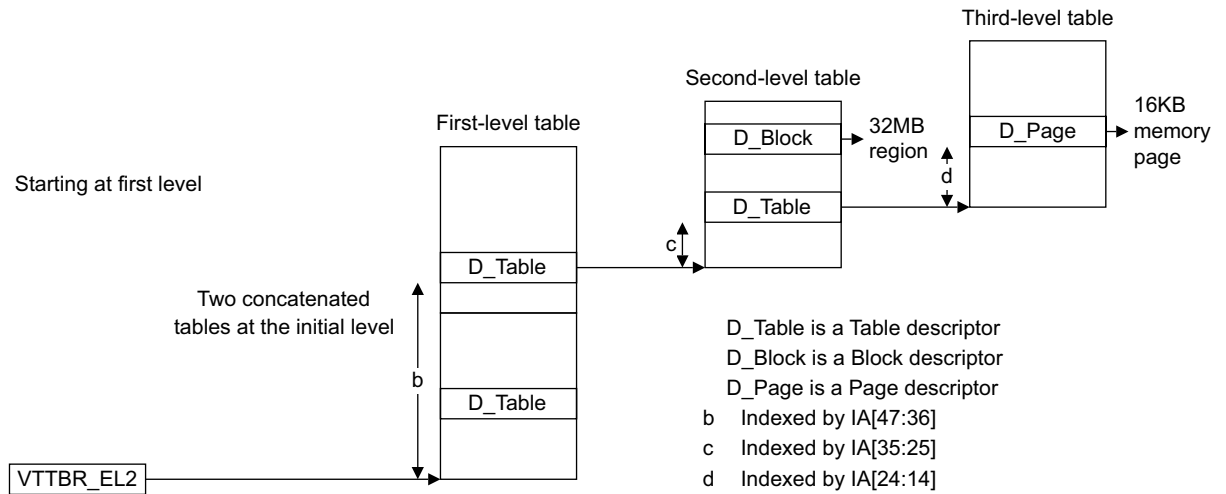 Third-level table
Second-level table
First-level table
D_Block
32MB
region
D_Page
16KB
memory
page
d
Starting at first level
D_Table
c
D_Table
Two concatenated
tables at the initial level
b
D_Table
VTTBR_EL2
D_Table is a Table descriptor
D_Block is a Block descriptor
D_Page is a Page descriptor
b Indexed by IA[47:36]
c Indexed by IA[35:25]
d Indexed by IA[24:14]